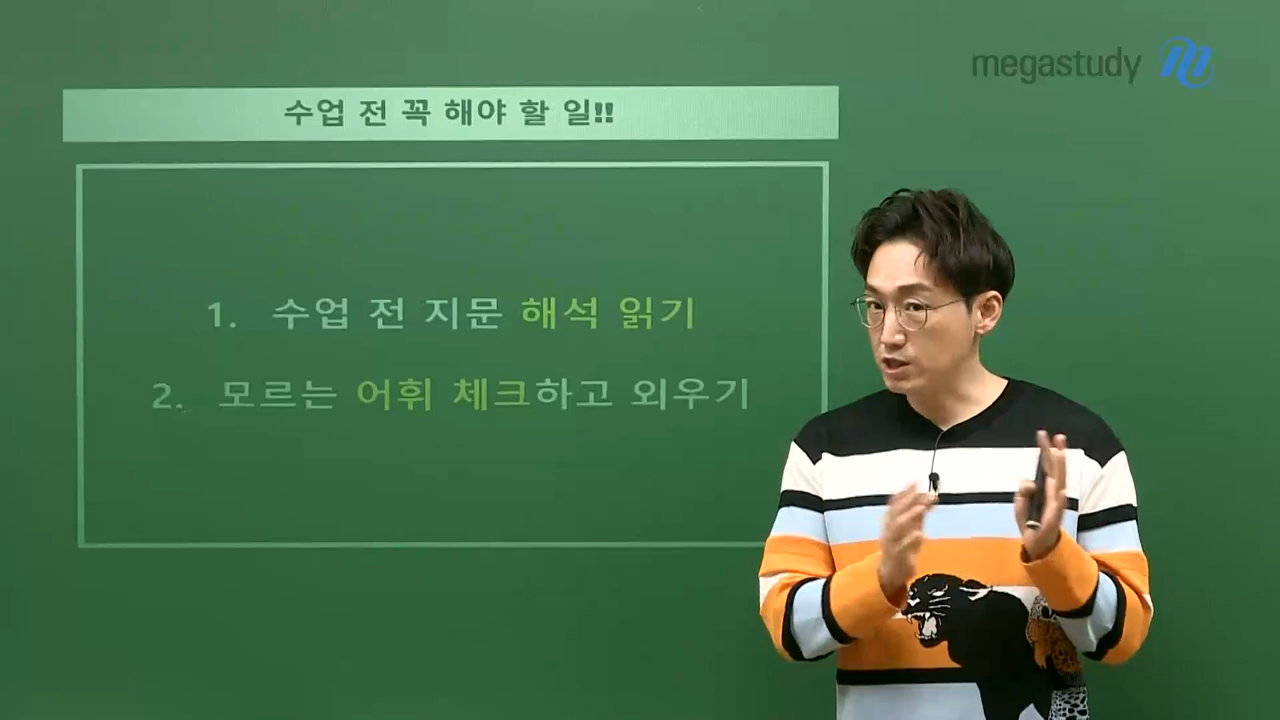 megastudy
수업 전 꼭 해야 할 일!!
1. 수업 전 지문 해석 읽기
2. 모르는 어휘 체크하고 외우기